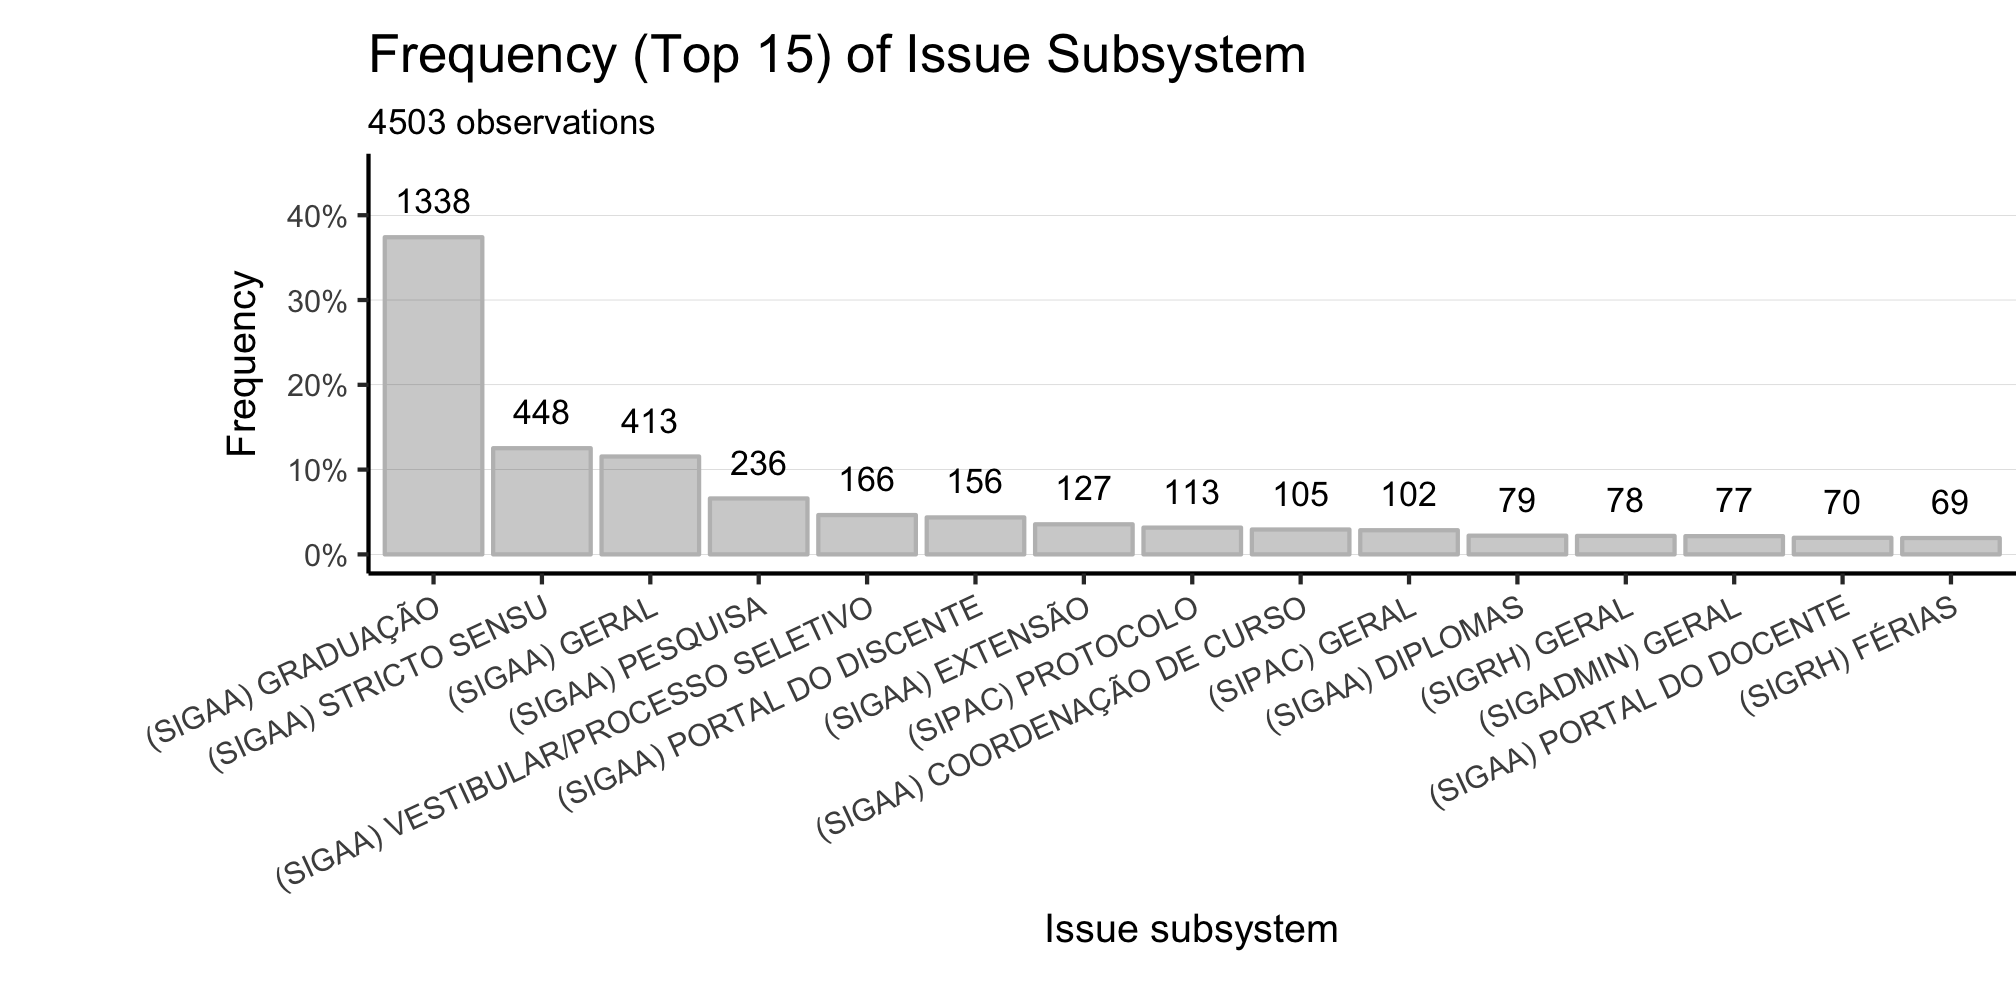 Frequency (Top 15) of Issue Subsystem
4503 observations
Frequency
40%
30%
20%
10%
0%
1338
448
413
236
166
156
127
113
105
102
79
78
77
70
69
(SIGAA) GRADUAÇÃO
(SIGAA) STRICTO SENSU
(SIGAA) GERAL
(SIGAA) PESQUISA
(SIGAA) VESTIBULAR/PROCESSO SELETIVO
(SIGAA) PORTAL DO DISCENTE
(SIGAA) EXTENSÃO
(SIPAC) PROTOCOLO
(SIGAA) COORDENAÇÃO DE CURSO
(SIPAC) GERAL
(SIGAA) DIPLOMAS
(SIGRH) GERAL
(SIGADMIN) GERAL
(SIGAA) PORTAL DO DOCENTE
(SIGRH) FÉRIAS
Issue subsystem